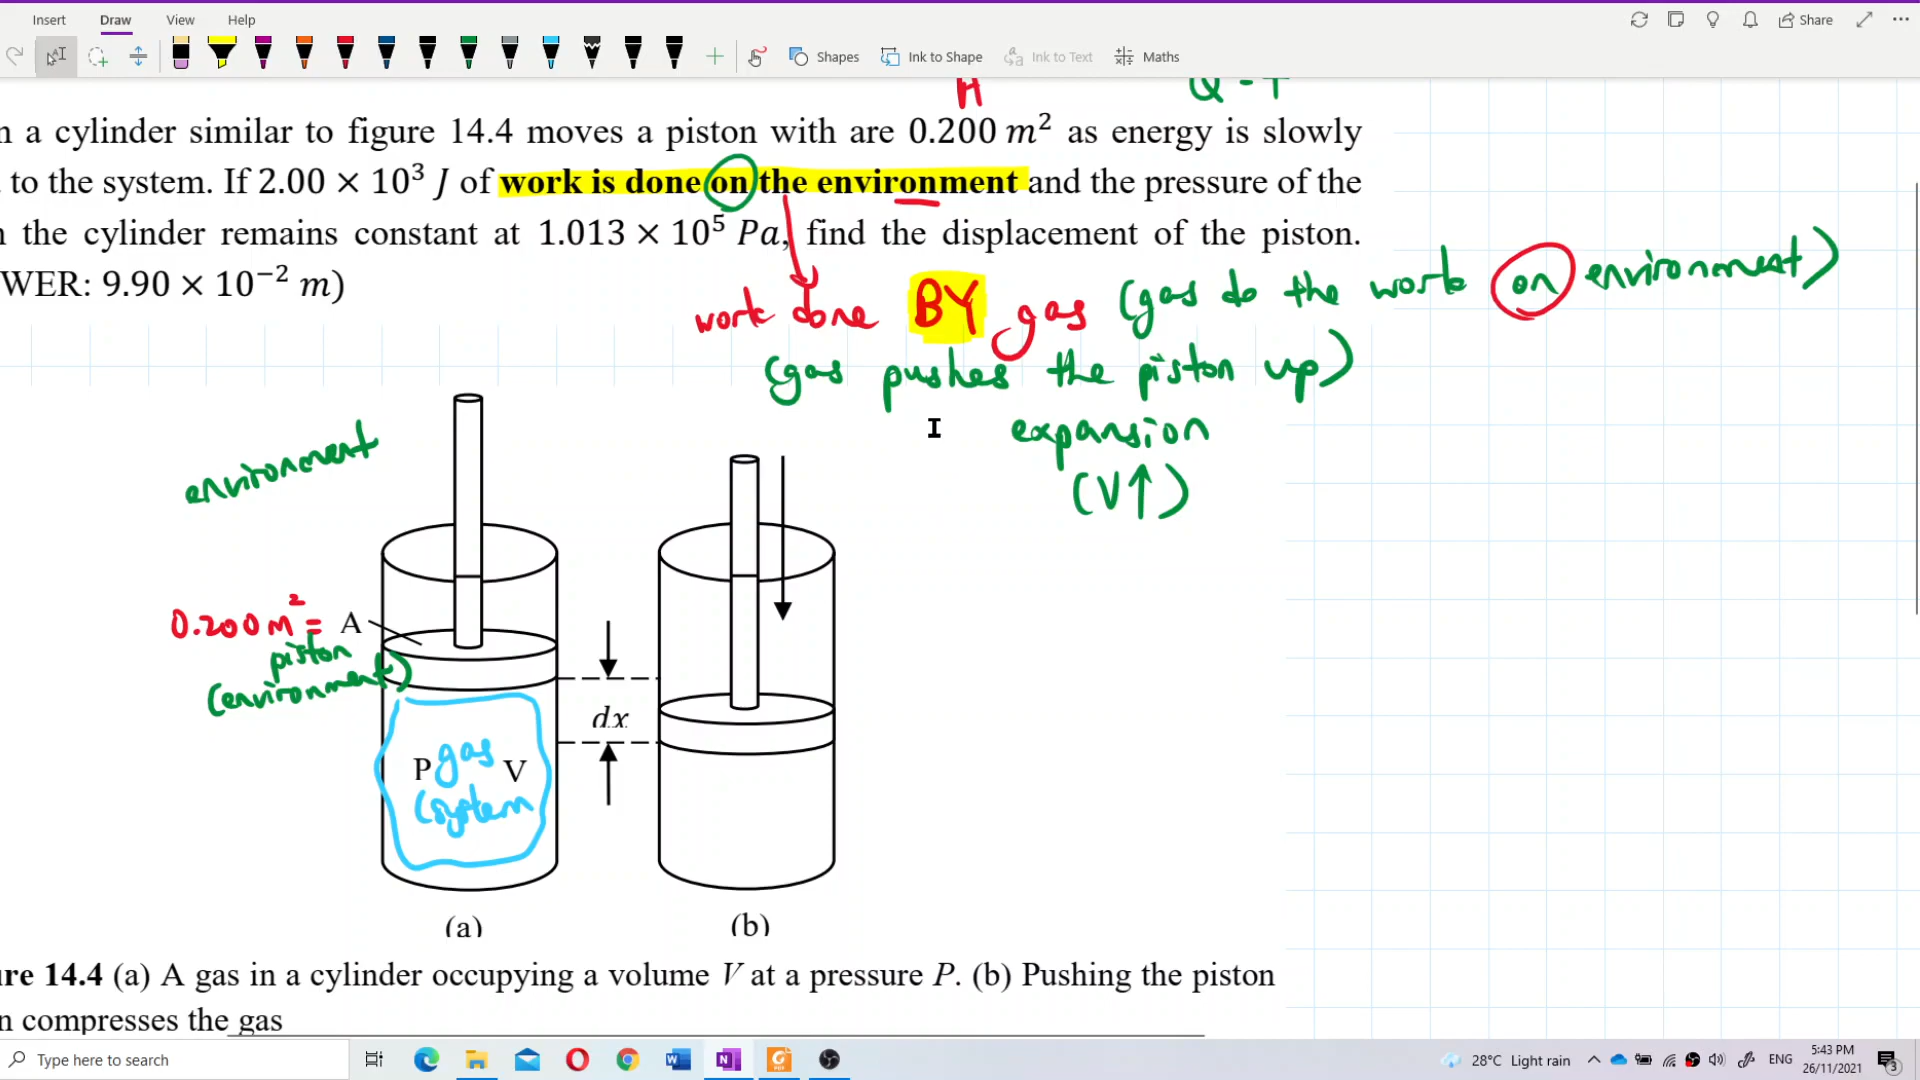 Insert Draw View Help
Share
Shapes Ink to Shape Ink to Text Maths
n a cylinder similar to figure 14.4 moves a piston with are 0.200 m² as energy is slowly
to the system. If 2.00 × 10³ J of work is done on the environment and the pressure of the
n the cylinder remains constant at 1.013 × 10⁵ Pa, find the displacement of the piston.
WER: 9.90 × 10⁻² m)
work done BY gas (gas do the work on environment)
(gas pushes the piston up)
expansion
(V↑)
environment
0.200m² = A
piston
(environment)
dx
P gas V
(system
(a) (b)
re 14.4 (a) A gas in a cylinder occupying a volume V at a pressure P. (b) Pushing the piston
n compresses the gas
Type here to search
28°C Light rain
ENG
5:43 PM
26/11/2021
3